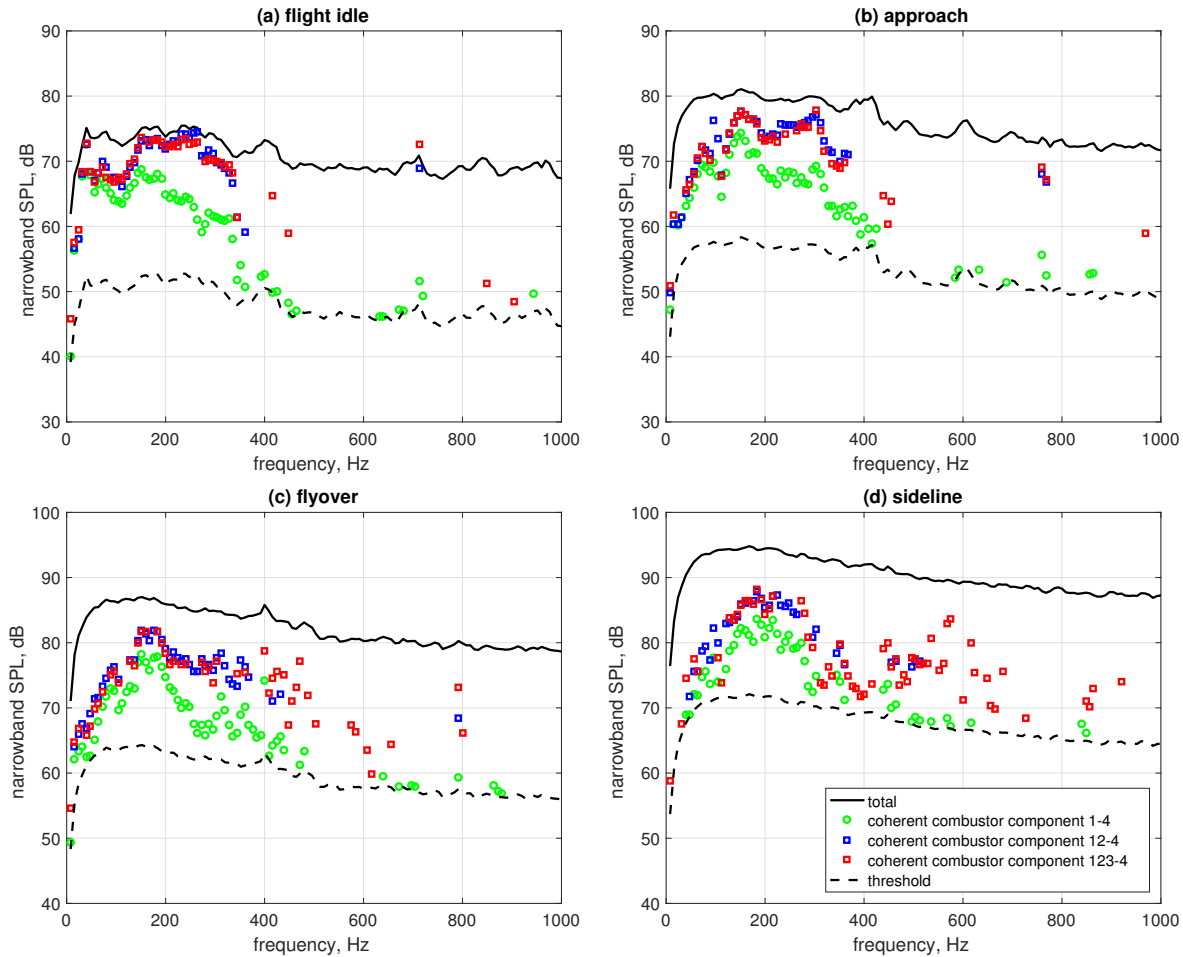 (a) flight idle
90
80
70
60
50
40
30
narrowband SPL, dB
0 200 400 600 800 1000
frequency, Hz
(b) approach
90
80
70
60
50
40
30
narrowband SPL, dB
0 200 400 600 800 1000
frequency, Hz
(c) flyover
100
90
80
70
60
50
40
narrowband SPL, dB
0 200 400 600 800 1000
frequency, Hz
(d) sideline
100
90
80
70
60
50
40
narrowband SPL, dB
total
coherent combustor component 1-4
coherent combustor component 12-4
coherent combustor component 123-4
threshold
0 200 400 600 800 1000
frequency, Hz